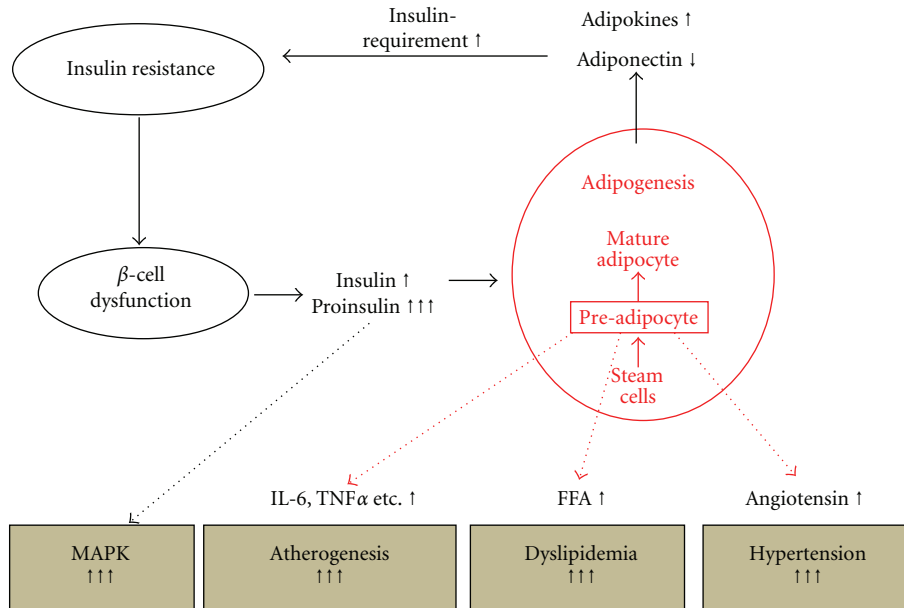 Insulin-
requirement ↑
Adipokines ↑
Adiponectin ↓
Insulin resistance
Adipogenesis
Mature
adipocyte
β-cell
dysfunction
Insulin ↑
Proinsulin ↑↑↑
Pre-adipocyte
Steam
cells
IL-6, TNFα etc. ↑
FFA ↑
Angiotensin ↑
MAPK
↑↑↑
Atherogenesis
↑↑↑
Dyslipidemia
↑↑↑
Hypertension
↑↑↑